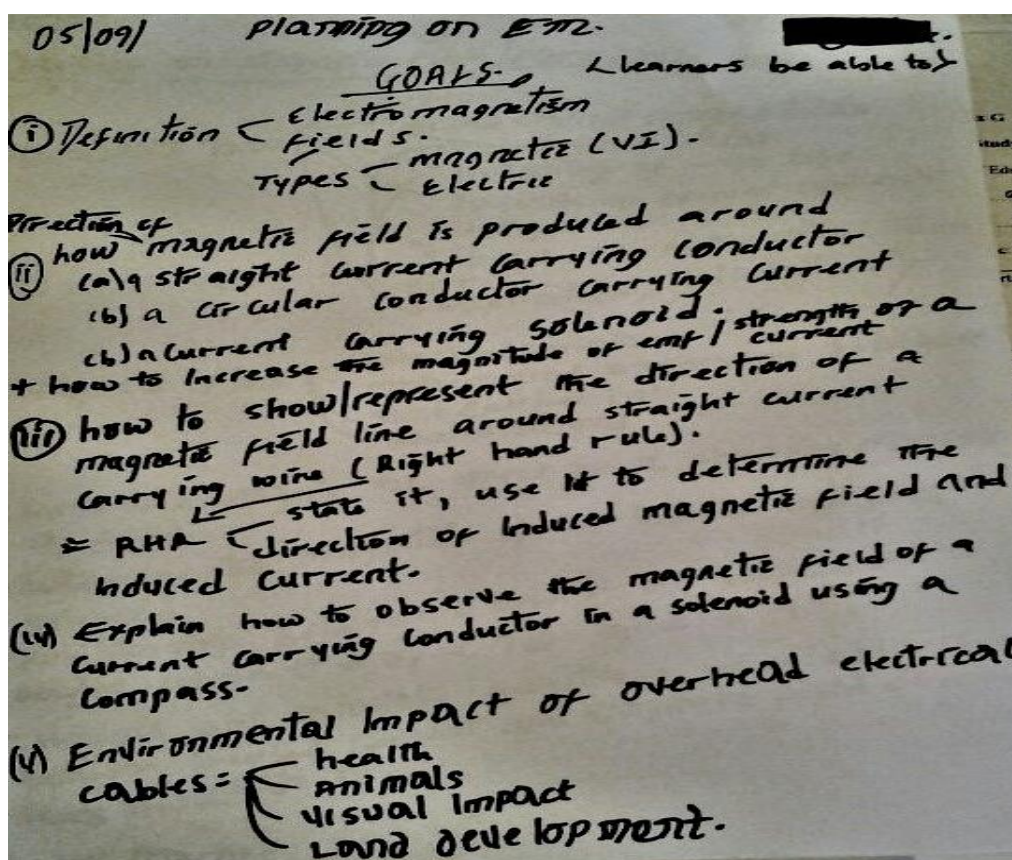 05/09/ Planning on EM.
GOALS. <Learners be able to>
(i) Definition < Electromagnetism
Fields.
Types - magnetic (VI).
Electric
Direction of
(ii) how magnetic field is produced around
(a) a straight current carrying conductor
(b) a circular conductor carrying current
(b) a current carrying solenoid.
+ how to increase the magnitude of emf / strength of a current
(iii) how to show/represent the direction of a
magnetic field line around straight current
carrying wire (Right hand rule).
= RHR - state it, use it to determine the
direction of induced magnetic field and
induced current.
(iv) Explain how to observe the magnetic field of a
current carrying conductor in a solenoid using a
compass-
(v) Environmental Impact of overhead electrical
cables = health
Animals
visual Impact
Land development.